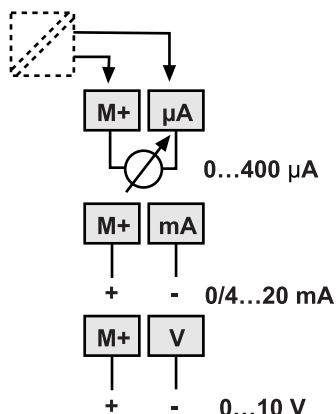 M+ µA
0...400 µA
M+ mA
+ - 0/4...20 mA
M+ V
+ - 0...10 V